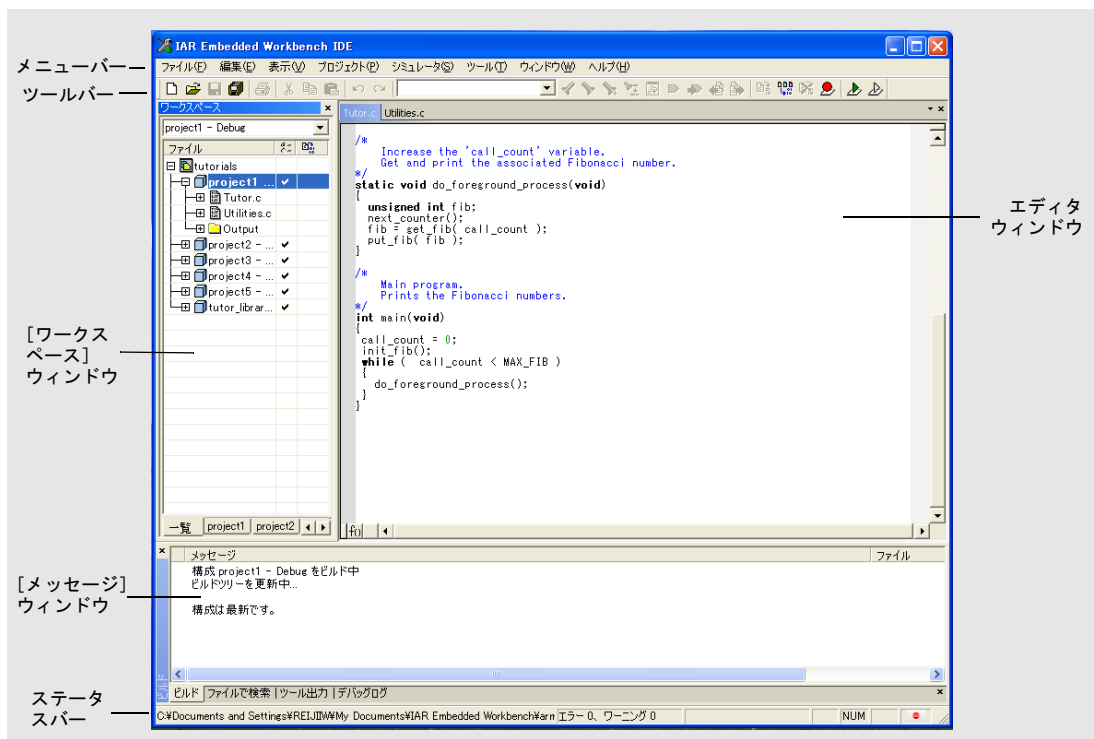 IAR Embedded Workbench IDE
メニューバー
ファイル(F) 編集(E) 表示(V) プロジェクト(P) シミュレータ(S) ツール(T) ウィンドウ(W) ヘルプ(H)
ツールバー
ワークスペース
project1 - Debug
ファイル
tutorials
project1 ...
Tutor.c
Utilities.c
Output
project2 - ...
project3 - ...
project4 - ...
project5 - ...
tutor_librar...
一覧 project1 project2
[ワークス
ペース]
ウィンドウ
Tutor.c Utilities.c
/*
Increase the 'call_count' variable.
Get and print the associated Fibonacci number.
*/
static void do_foreground_process(void)
{
unsigned int fib;
next_counter();
fib = get_fib( call_count );
put_fib( fib );
}
/*
Main program.
Prints the Fibonacci numbers.
*/
int main(void)
{
call_count = 0;
init_fib();
while ( call_count < MAX_FIB )
{
do_foreground_process();
}
}
f0
エディタ
ウィンドウ
メッセージ ファイル
構成 project1 - Debug をビルド中
ビルドツリーを更新中...
構成は最新です。
[メッセージ]
ウィンドウ
ビルド ファイルで検索 ツール出力 デバッグログ
ステータ
スバー
C:¥Documents and Settings¥REIJIW¥My Documents¥IAR Embedded Workbench¥arm エラー 0、ワーニング 0 NUM